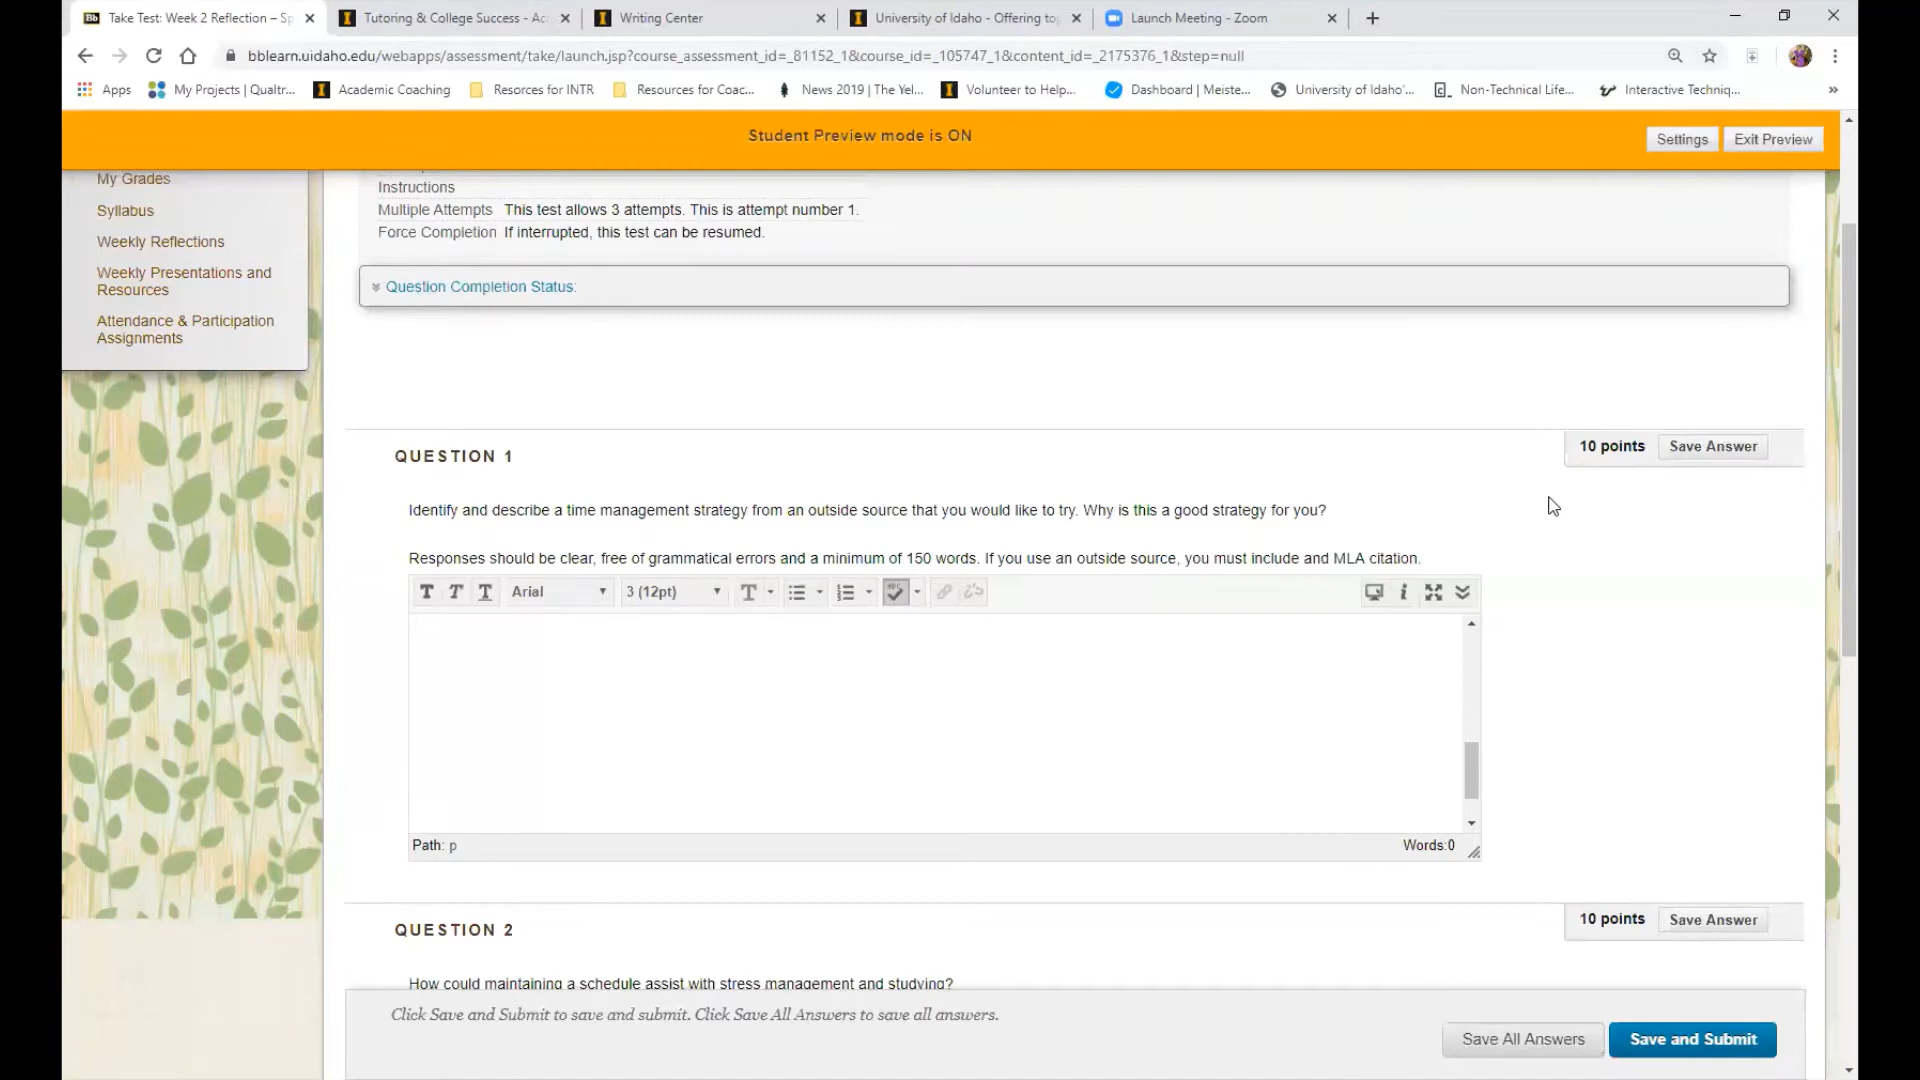 Bb Take Test: Week 2 Reflection – Sp
Tutoring & College Success - Ac
Writing Center
University of Idaho - Offering top
Launch Meeting - Zoom
bblearn.uidaho.edu/webapps/assessment/take/launch.jsp?course_assessment_id=_81152_1&course_id=_105747_1&content_id=_2175376_1&step=null
Apps
My Projects | Qualtr...
Academic Coaching
Resorces for INTR
Resources for Coac...
News 2019 | The Yel...
Volunteer to Help...
Dashboard | Meiste...
University of Idaho'...
Non-Technical Life...
Interactive Techniq...
Student Preview mode is ON
Settings
Exit Preview
My Grades
Syllabus
Weekly Reflections
Weekly Presentations and
Resources
Attendance & Participation
Assignments
Instructions
Multiple Attempts This test allows 3 attempts. This is attempt number 1.
Force Completion If interrupted, this test can be resumed.
Question Completion Status:
QUESTION 1
10 points
Save Answer
Identify and describe a time management strategy from an outside source that you would like to try. Why is this a good strategy for you?
Responses should be clear, free of grammatical errors and a minimum of 150 words. If you use an outside source, you must include and MLA citation.
T T T Arial 3 (12pt) T
Path: p
Words:0
QUESTION 2
10 points
Save Answer
How could maintaining a schedule assist with stress management and studying?
Click Save and Submit to save and submit. Click Save All Answers to save all answers.
Save All Answers
Save and Submit